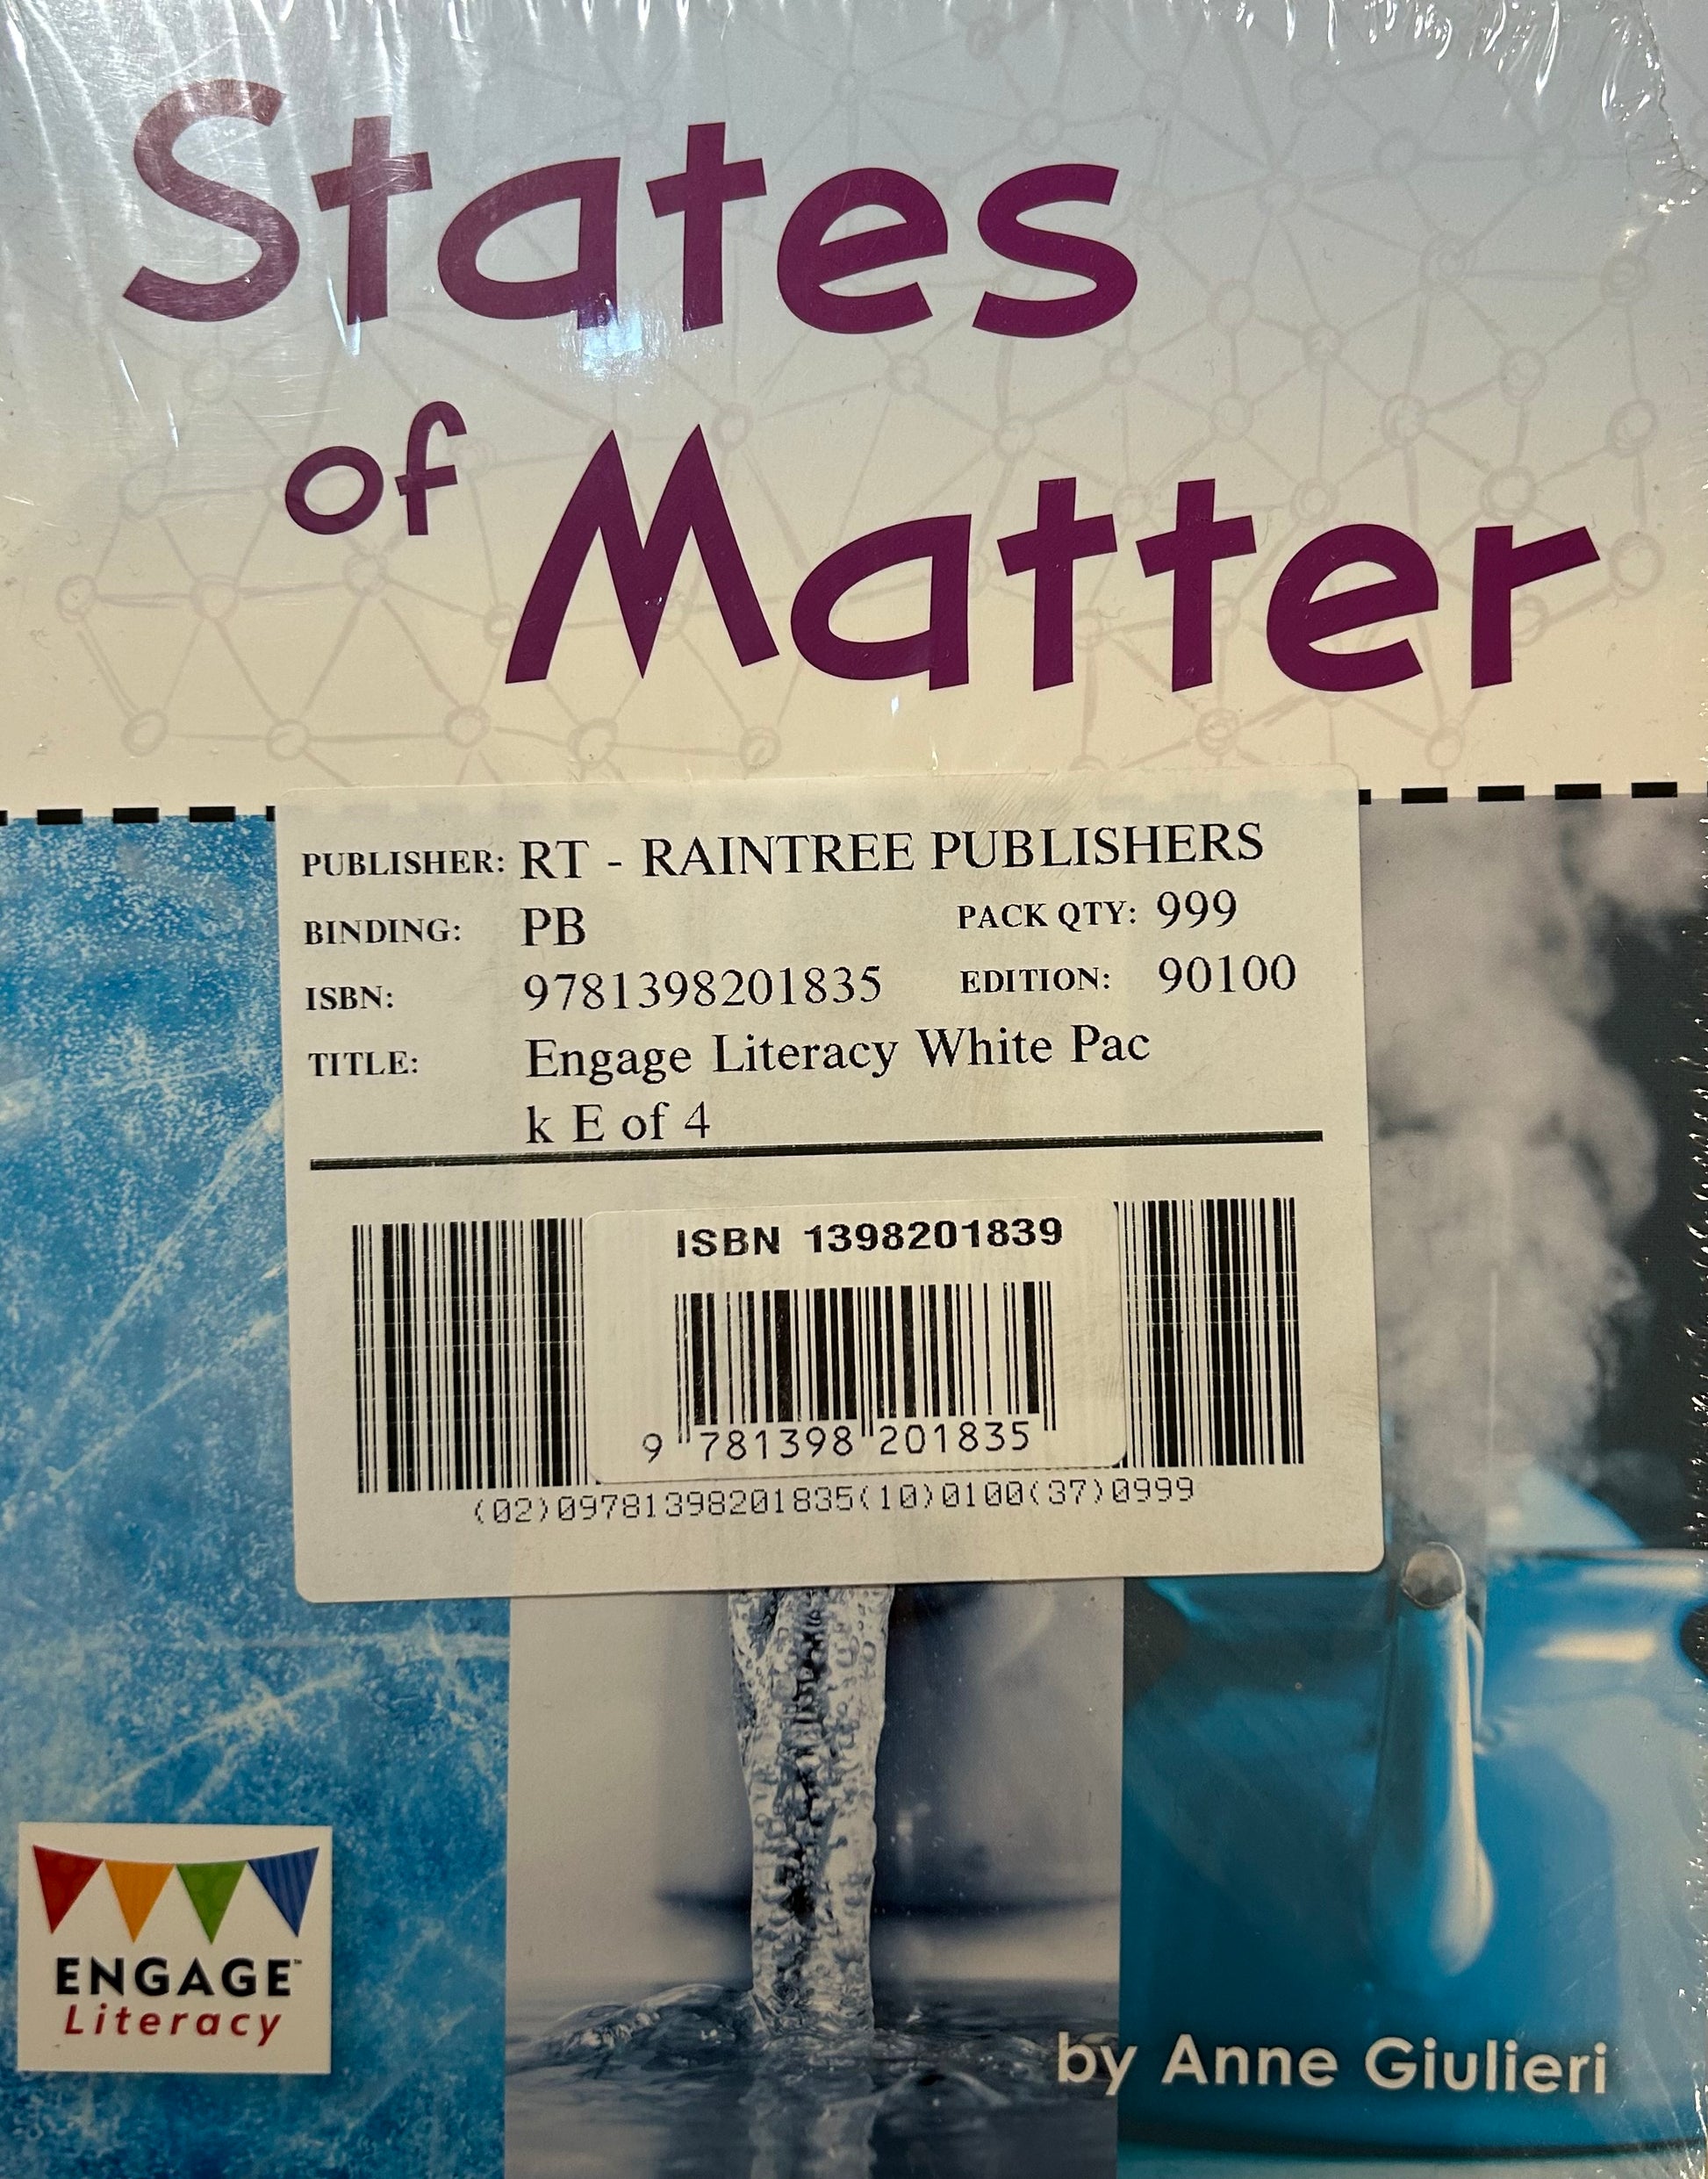 States
of Matter
PUBLISHER: RT - RAINTREE PUBLISHERS
BINDING: PB PACK QTY: 999
ISBN: 9781398201835 EDITION: 90100
TITLE: Engage Literacy White Pac
k E of 4
ISBN 1398201839
9 781398 201835
(02)09781398201835(10)0100(37)0999
ENGAGE™
Literacy
by Anne Giulieri